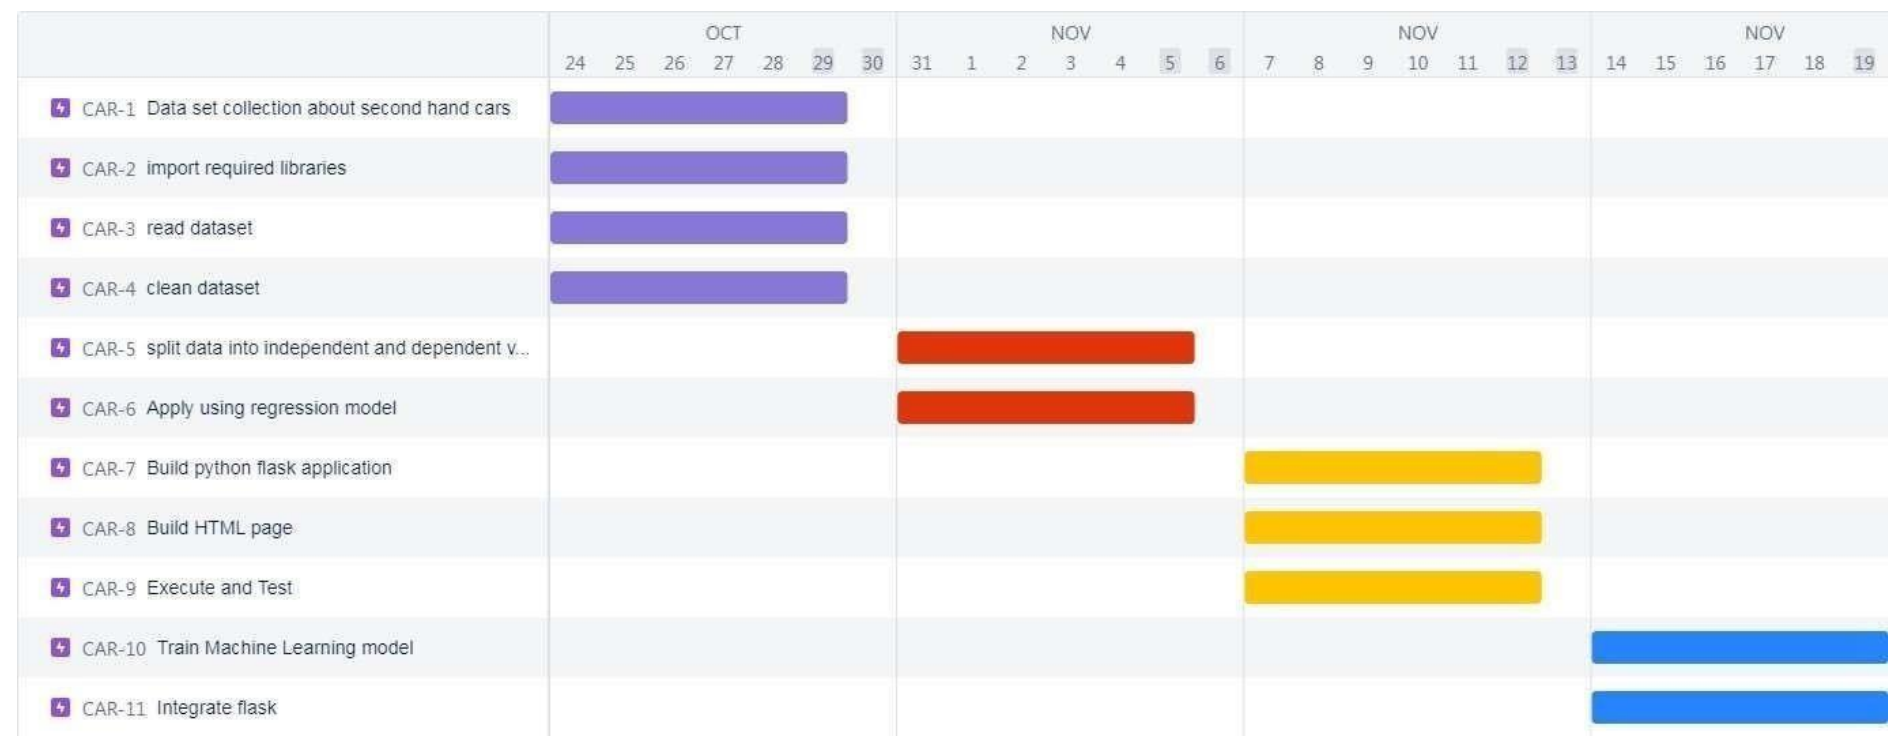 OCT NOV NOV NOV
24 25 26 27 28 29 30 31 1 2 3 4 5 6 7 8 9 10 11 12 13 14 15 16 17 18 19
CAR-1 Data set collection about second hand cars
CAR-2 import required libraries
CAR-3 read dataset
CAR-4 clean dataset
CAR-5 split data into independent and dependent v...
CAR-6 Apply using regression model
CAR-7 Build python flask application
CAR-8 Build HTML page
CAR-9 Execute and Test
CAR-10 Train Machine Learning model
CAR-11 Integrate flask